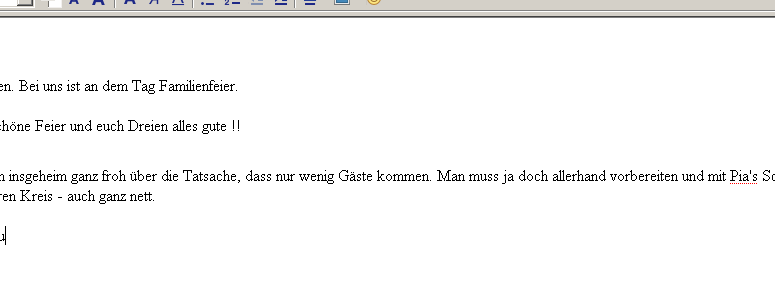 en. Bei uns ist an dem Tag Familienfeier.
chöne Feier und euch Dreien alles gute !!
n insgeheim ganz froh über die Tatsache, dass nur wenig Gäste kommen. Man muss ja doch allerhand vorbereiten und mit Pia's Sc
ren Kreis - auch ganz nett.
u